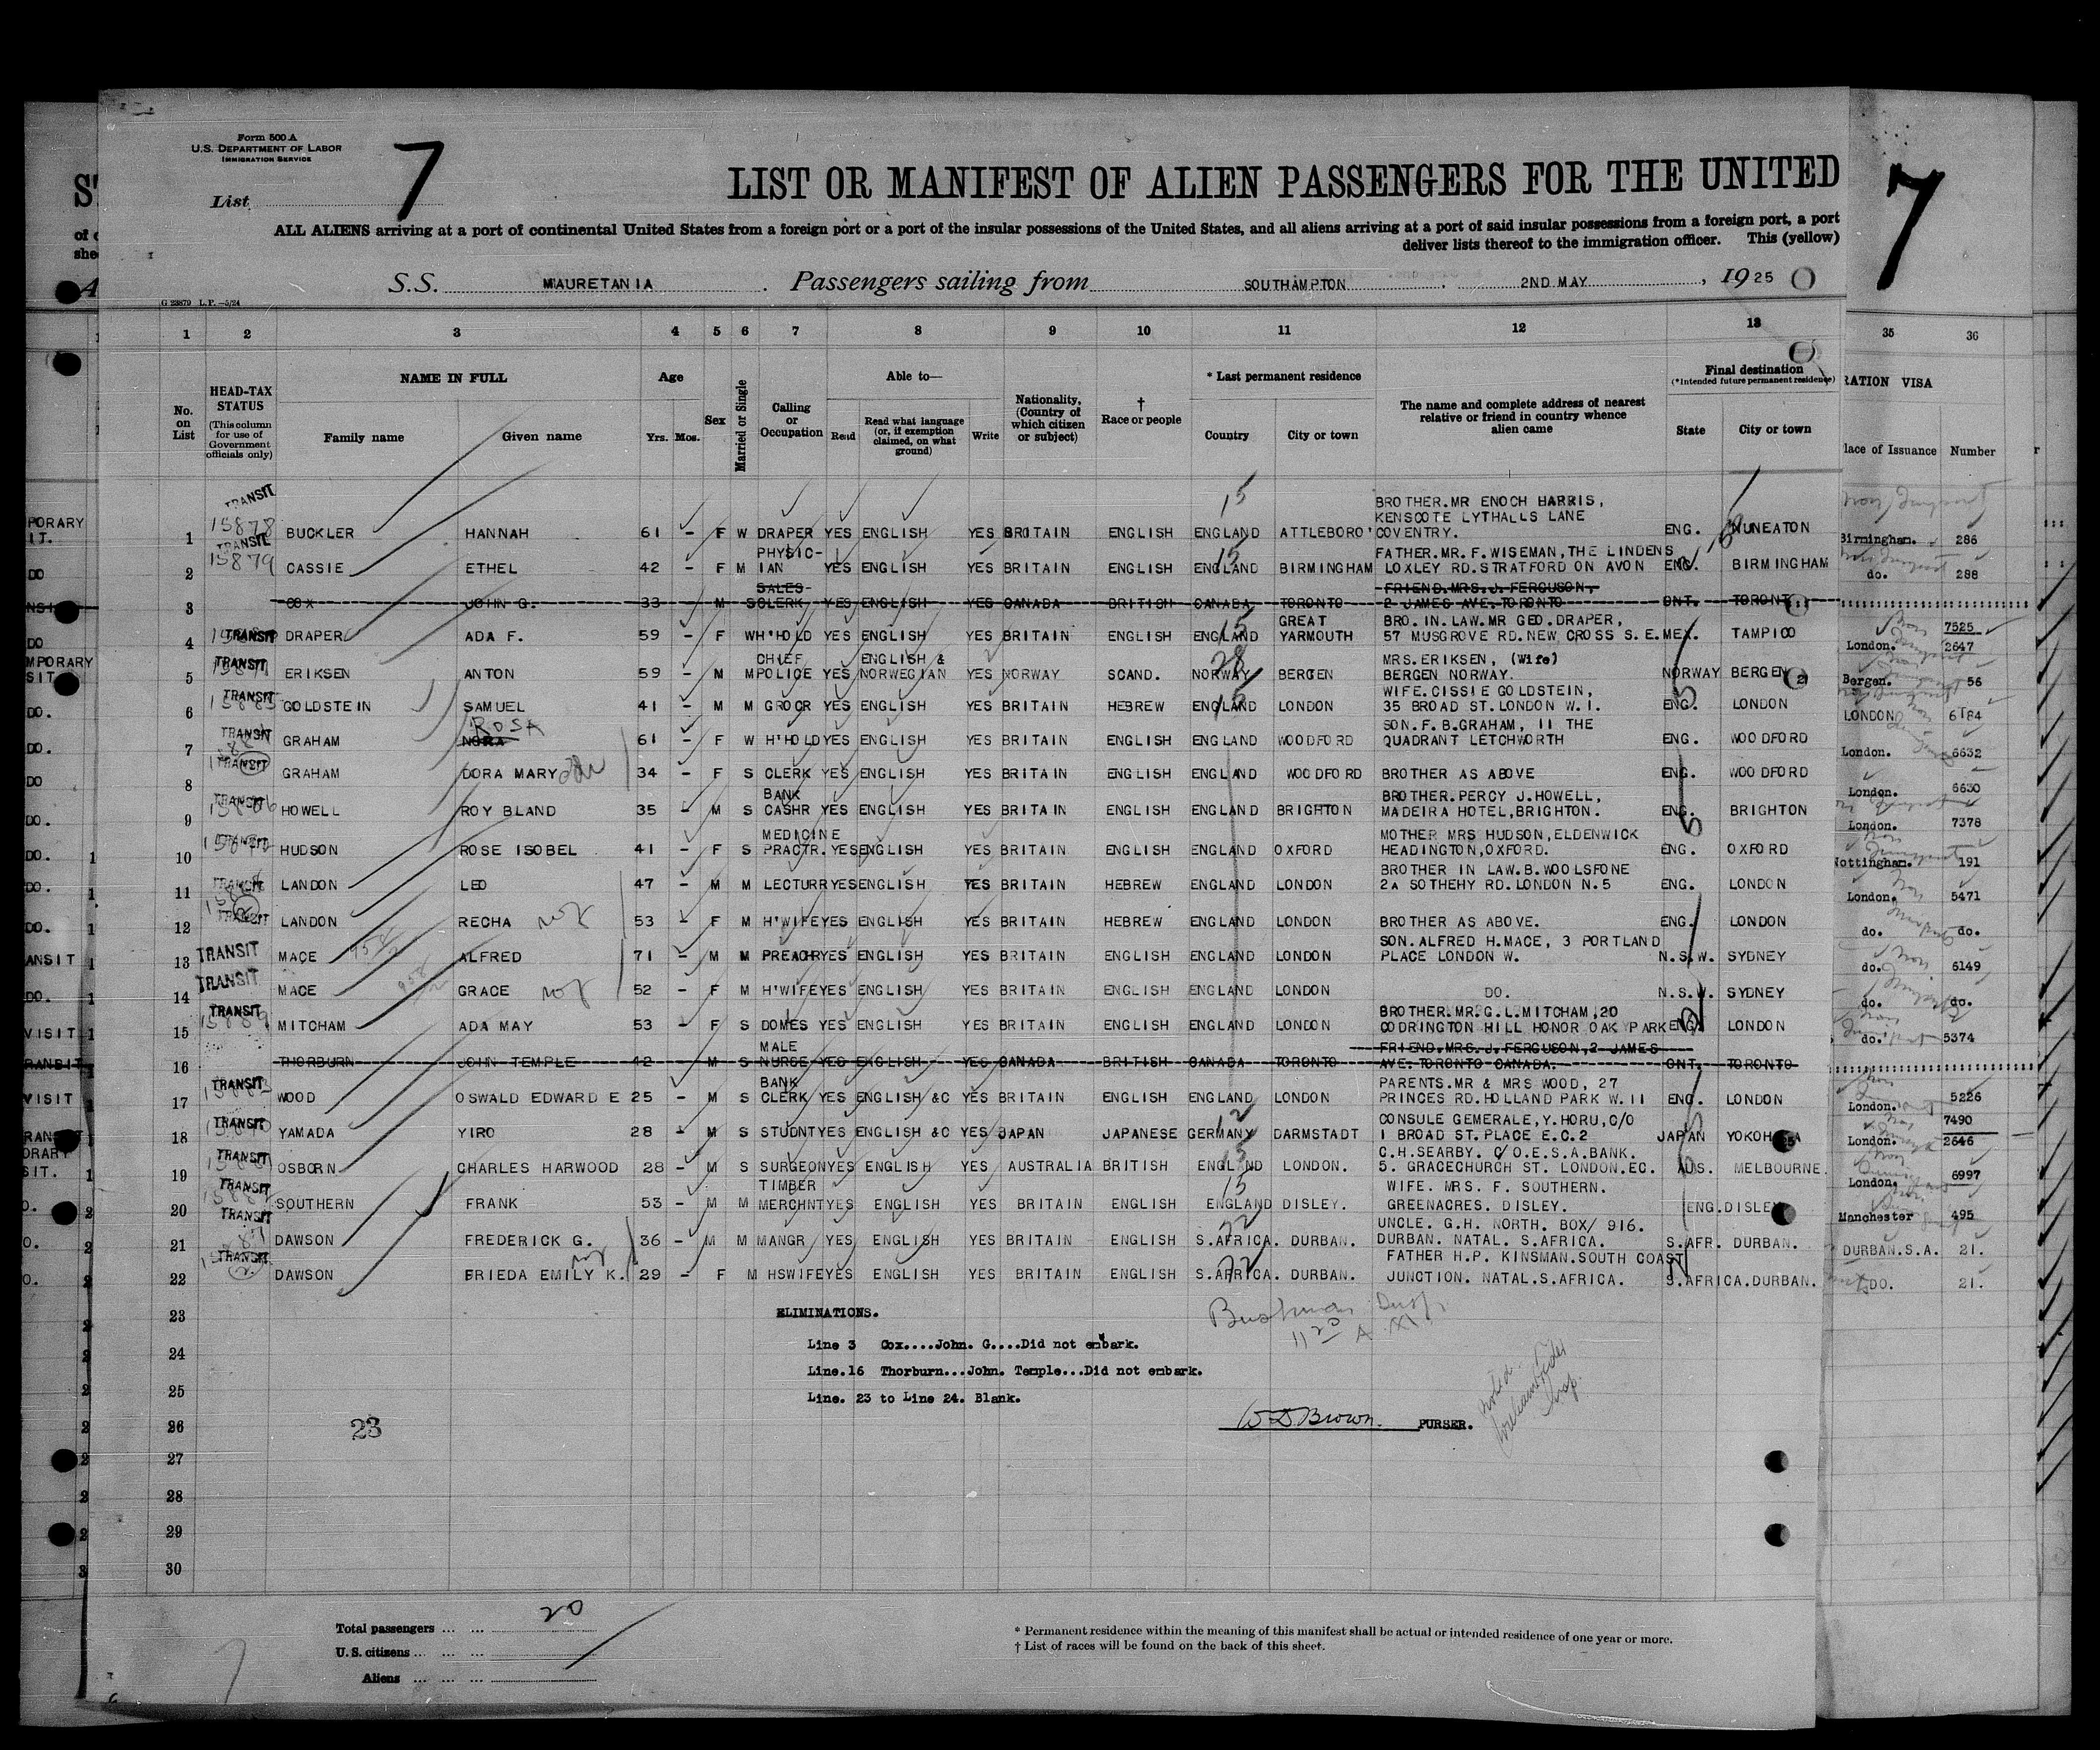 Form 500 A
U.S. DEPARTMENT OF LABOR
IMMIGRATION SERVICE
List 7
LIST OR MANIFEST OF ALIEN PASSENGERS FOR THE UNITED
7
ALL ALIENS arriving at a port of continental United States from a foreign port or a port of the insular possessions of the United States, and all aliens arriving at a port of said insular possessions from a foreign port, a port
deliver lists thereof to the immigration officer. This (yellow)
S.S. MAURETANIA. Passengers sailing from SOUTHAMPTON, 2ND MAY, 1925
G 23879 L.P.—5/24
1 2 3 4 5 6 7 8 9 10 11 12 13 35 36
No. on List
HEAD-TAX STATUS (This column for use of Government officials only)
NAME IN FULL
Family name Given name
Age
Yrs. Mos.
Sex
Married or Single
Calling or Occupation
Able to—
Read
Read what language (or, if exemption claimed, on what ground)
Write
Nationality, (Country of which citizen or subject)
† Race or people
* Last permanent residence
Country City or town
The name and complete address of nearest relative or friend in country whence alien came
Final destination
(*Intended future permanent residence)
State City or town
RATION VISA
lace of Issuance Number
BROTHER.MR ENOCH HARRIS,
KENSCOTE LYTHALLS LANE
1 TRANSIT 15878 BUCKLER HANNAH 61 - F W DRAPER YES ENGLISH YES BRITAIN ENGLISH ENGLAND ATTLEBORO' COVENTRY. ENG. NUNEATON Birmingham. 286
PHYSIC- FATHER.MR.F.WISEMAN,THE LINDENS
2 TRANSIT 15879 CASSIE ETHEL 42 - F M IAN YES ENGLISH YES BRITAIN ENGLISH ENGLAND BIRMINGHAM LOXLEY RD.STRATFORD ON AVON ENG. BIRMINGHAM do. 288
SALES- FRIEND.MRS.J.FERGUSON,
3 COX JOHN G. 33 - M S CLERK YES ENGLISH YES CANADA BRITISH CANADA TORONTO 2 JAMES AVE.TORONTO ONT. TORONT
GREAT BRO.IN.LAW.MR GEO.DRAPER, 7525
4 TRANSIT DRAPER ADA F. 59 - F W H'HOLD YES ENGLISH YES BRITAIN ENGLISH ENGLAND YARMOUTH 57 MUSGROVE RD.NEW CROSS S.E. MEX. TAMPICO London. 2647
CHIEF ENGLISH & MRS.ERIKSEN, (Wife)
5 TRANSIT ERIKSEN ANTON 59 - M M POLICE YES NORWEGIAN YES NORWAY SCAND. NORWAY BERGEN BERGEN NORWAY. NORWAY BERGEN Bergen. 56
WIFE.CISSIE GOLDSTEIN,
6 TRANSIT GOLDSTEIN SAMUEL 41 - M M GROCR YES ENGLISH YES BRITAIN HEBREW ENGLAND LONDON 35 BROAD ST.LONDON W.1. ENG. LONDON LONDON 6184
ROSA SON.F.B.GRAHAM, 11 THE
7 TRANSIT GRAHAM NORA 61 - F W H'HOLD YES ENGLISH YES BRITAIN ENGLISH ENGLAND WOODFORD QUADRANT LETCHWORTH ENG. WOODFORD London. 6632
8 TRANSIT GRAHAM DORA MARY 34 - F S CLERK YES ENGLISH YES BRITAIN ENGLISH ENGLAND WOODFORD BROTHER AS ABOVE ENG. WOODFORD London. 6630
BANK BROTHER.PERCY J.HOWELL,
9 TRANSIT HOWELL ROY BLAND 35 - M S CASHR YES ENGLISH YES BRITAIN ENGLISH ENGLAND BRIGHTON MADEIRA HOTEL,BRIGHTON. ENG. BRIGHTON London. 7378
MEDICINE MOTHER MRS HUDSON,ELDENWICK
10 TRANSIT HUDSON ROSE ISOBEL 41 - F S PRACTR. YES ENGLISH YES BRITAIN ENGLISH ENGLAND OXFORD HEADINGTON,OXFORD. ENG. OXFORD Nottingham. 191
BROTHER IN LAW.B.WOOLSFONE
11 TRANSIT LANDON LEO 47 - M M LECTURR YES ENGLISH YES BRITAIN HEBREW ENGLAND LONDON 2A SOTHEHY RD.LONDON N.5 ENG. LONDON London. 5471
12 TRANSIT LANDON RECHA 53 - F M H'WIFE YES ENGLISH YES BRITAIN HEBREW ENGLAND LONDON BROTHER AS ABOVE. ENG. LONDON do. do.
SON.ALFRED H.MACE, 3 PORTLAND
13 TRANSIT MACE ALFRED 71 - M M PREACHR YES ENGLISH YES BRITAIN ENGLISH ENGLAND LONDON PLACE LONDON W. N.S.W. SYDNEY do. 6149
14 TRANSIT MACE GRACE 52 - F M H'WIFE YES ENGLISH YES BRITAIN ENGLISH ENGLAND LONDON DO. N.S.W. SYDNEY do. do.
BROTHER.MR.G.L.MITCHAM,20
15 TRANSIT MITCHAM ADA MAY 53 - F S DOMES YES ENGLISH YES BRITAIN ENGLISH ENGLAND LONDON CODRINGTON HILL HONOR OAK PARK ENG. LONDON do. 5374
MALE FRIEND.MRS.J.FERGUSON,2 JAMES
16 THORBURN JOHN TEMPLE 42 - M S NURSE YES ENGLISH YES CANADA BRITISH CANADA TORONTO AVE.TORONTO CANADA. ONT. TORONTO
BANK PARENTS.MR & MRS WOOD, 27
17 TRANSIT WOOD OSWALD EDWARD E 25 - M S CLERK YES ENGLISH &C YES BRITAIN ENGLISH ENGLAND LONDON PRINCES RD.HOLLAND PARK W.11 ENG. LONDON London. 5226
CONSULE GEMERALE,Y.HORU,C/O 7490
18 TRANSIT YAMADA YIRO 28 - M S STUDNT YES ENGLISH &C YES JAPAN JAPANESE GERMANY DARMSTADT 1 BROAD ST.PLACE E.C.2 JAPAN YOKOH A London. 2646
C.H.SEARBY. C/O.E.S.A.BANK.
19 TRANSIT OSBORN CHARLES HARWOOD 28 - M S SURGEON YES ENGLISH YES AUSTRALIA BRITISH ENGLAND LONDON. 5. GRACECHURCH ST. LONDON.EC. AUS. MELBOURNE. London. 6997
TIMBER WIFE. MRS. F. SOUTHERN.
20 TRANSIT SOUTHERN FRANK 53 - M M MERCHNT YES ENGLISH YES BRITAIN ENGLISH ENGLAND DISLEY. GREENACRES. DISLEY. ENG. DISLEY Manchester 495
UNCLE. G.H. NORTH. BOX/ 916.
21 TRANSIT DAWSON FREDERICK G. 36 - M M MANGR YES ENGLISH YES BRITAIN ENGLISH S.AFRICA. DURBAN. DURBAN. NATAL. S.AFRICA. S.AFR. DURBAN. DURBAN.S.A. 21.
FATHER H.P. KINSMAN.SOUTH COAST
22 TRANSIT DAWSON FRIEDA EMILY K. 29 - F M HSWIFE YES ENGLISH YES BRITAIN ENGLISH S.AFRICA. DURBAN. JUNCTION. NATAL.S.AFRICA. S.AFRICA.DURBAN. DO. 21.
23 ELIMINATIONS.
24 Line 3 Cox....John. G....Did not embark.
Line.16 Thorburn...John. Temple...Did not embark.
25 Line. 23 to Line 24. Blank.
26 23 W D Brown. PURSER.
27
28
29
30
Total passengers ... ... 20
U.S. citizens ... ... ...
Aliens ... ... ...
* Permanent residence within the meaning of this manifest shall be actual or intended residence of one year or more.
† List of races will be found on the back of this sheet.